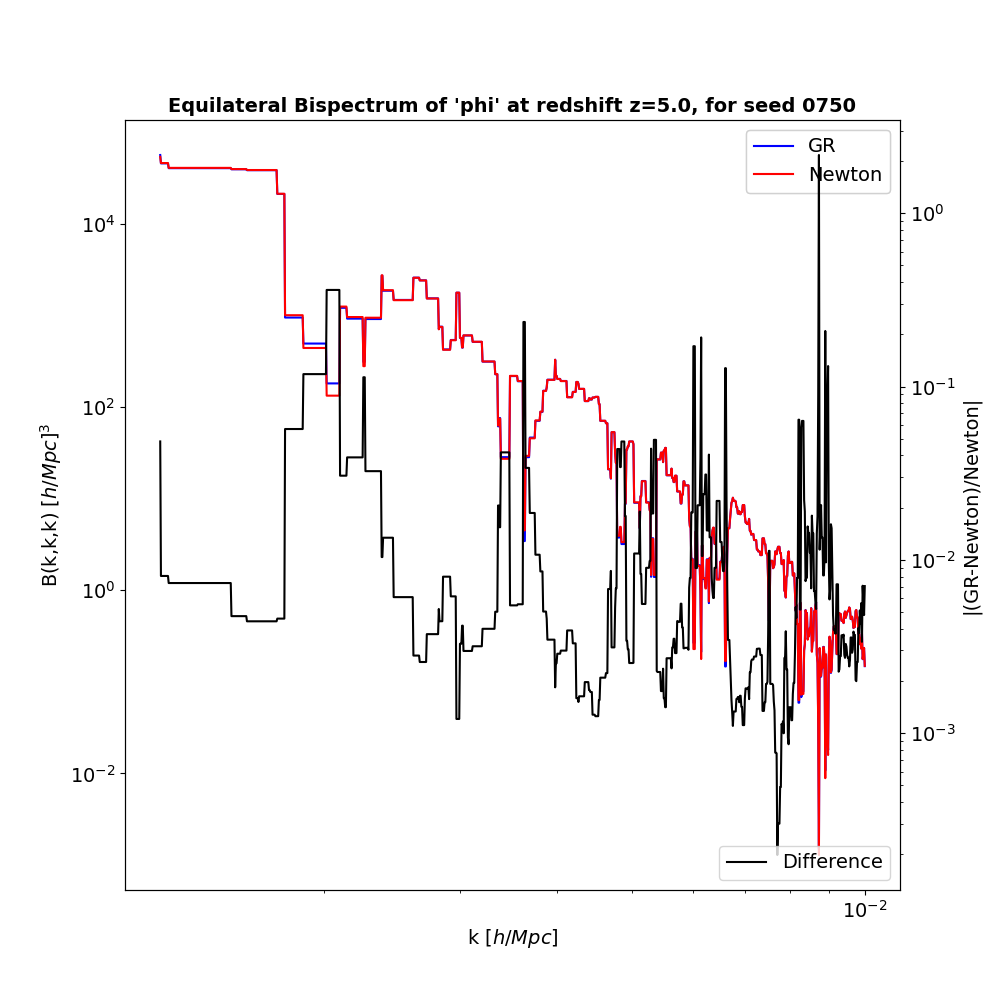 Equilateral Bispectrum of 'phi' at redshift z=5.0, for seed 0750
GR
Newton
10^4
10^2
10^0
10^-2
B(k,k,k) [h/Mpc]^3
10^0
10^-1
10^-2
10^-3
|(GR-Newton)/Newton|
Difference
10^-2
k [h/Mpc]